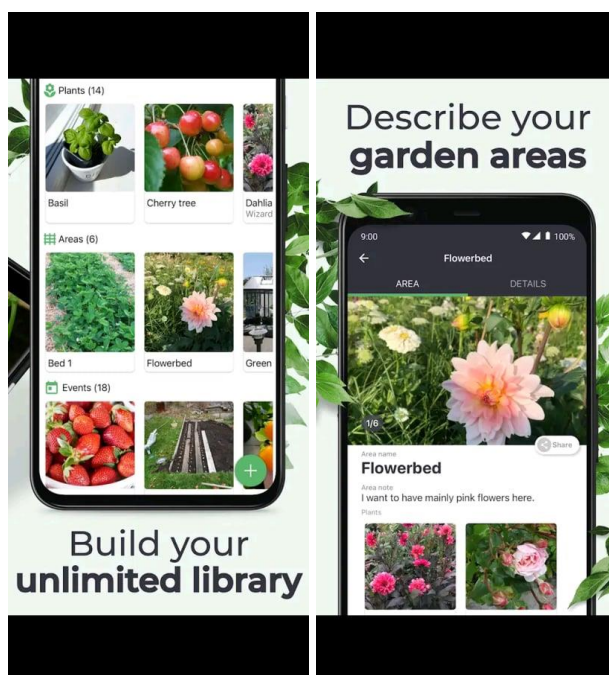 Plants (14)
Basil
Cherry tree
Dahlia
Wizard
Areas (6)
Bed 1
Flowerbed
Green
Events (18)
+
Build your
unlimited library
Describe your
garden areas
9:00
100%
Flowerbed
AREA
DETAILS
1/6
Share
Area name
Flowerbed
Area note
I want to have mainly pink flowers here.
Plants